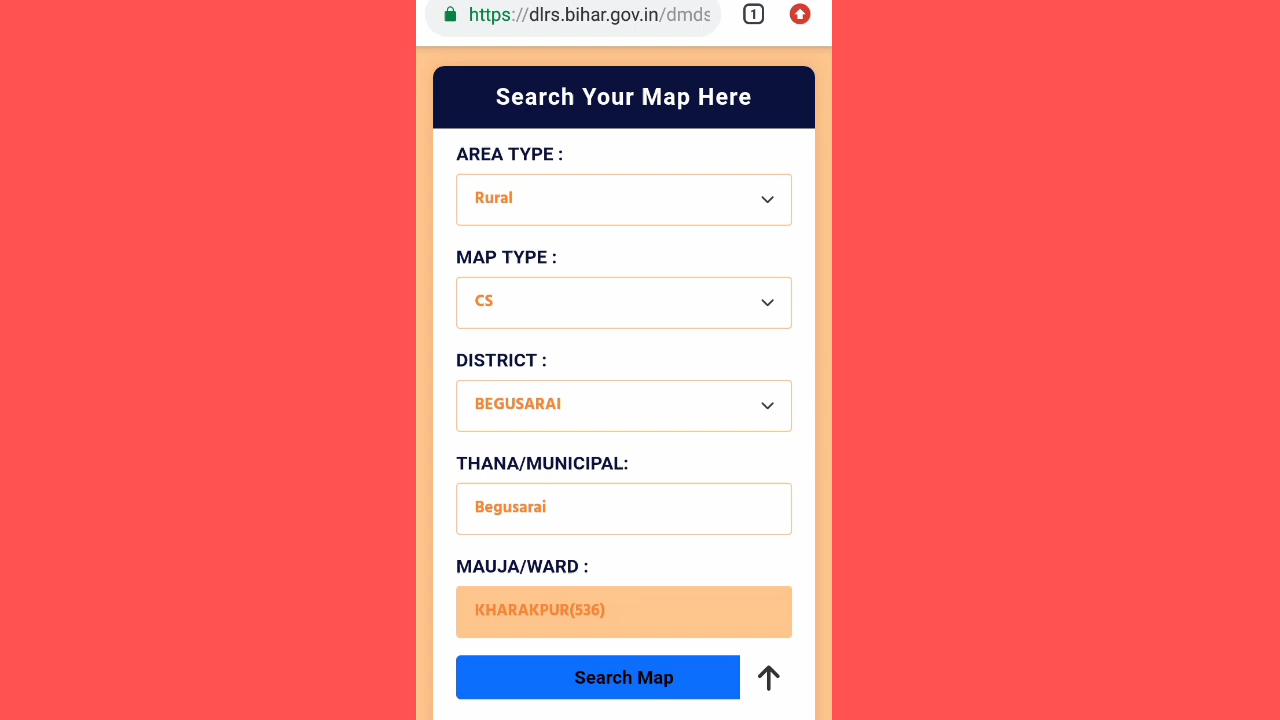 https://dlrs.bihar.gov.in/dmds
1
Search Your Map Here
AREA TYPE :
Rural
MAP TYPE :
CS
DISTRICT :
BEGUSARAI
THANA/MUNICIPAL:
Begusarai
MAUJA/WARD :
KHARAKPUR(536)
Search Map